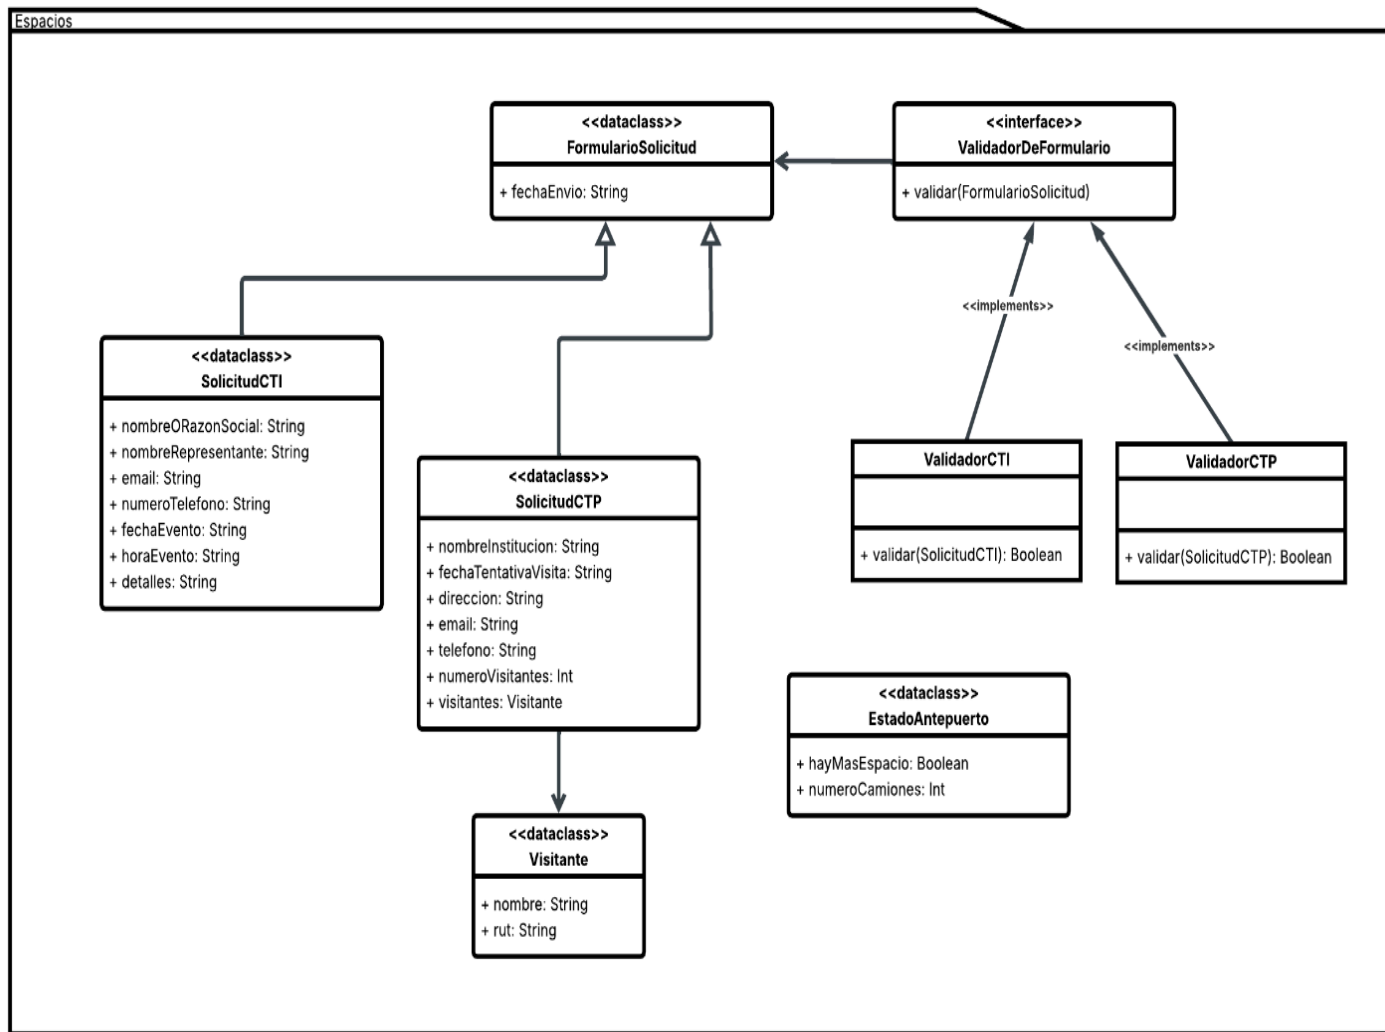 Espacios
<<dataclass>>
FormularioSolicitud
+ fechaEnvio: String
<<interface>>
ValidadorDeFormulario
+ validar(FormularioSolicitud)
<<implements>>
<<implements>>
<<dataclass>>
SolicitudCTI
+ nombreORazonSocial: String
+ nombreRepresentante: String
+ email: String
+ numeroTelefono: String
+ fechaEvento: String
+ horaEvento: String
+ detalles: String
<<dataclass>>
SolicitudCTP
+ nombreInstitucion: String
+ fechaTentativaVisita: String
+ direccion: String
+ email: String
+ telefono: String
+ numeroVisitantes: Int
+ visitantes: Visitante
ValidadorCTI
+ validar(SolicitudCTI): Boolean
ValidadorCTP
+ validar(SolicitudCTP): Boolean
<<dataclass>>
EstadoAntepuerto
+ hayMasEspacio: Boolean
+ numeroCamiones: Int
<<dataclass>>
Visitante
+ nombre: String
+ rut: String